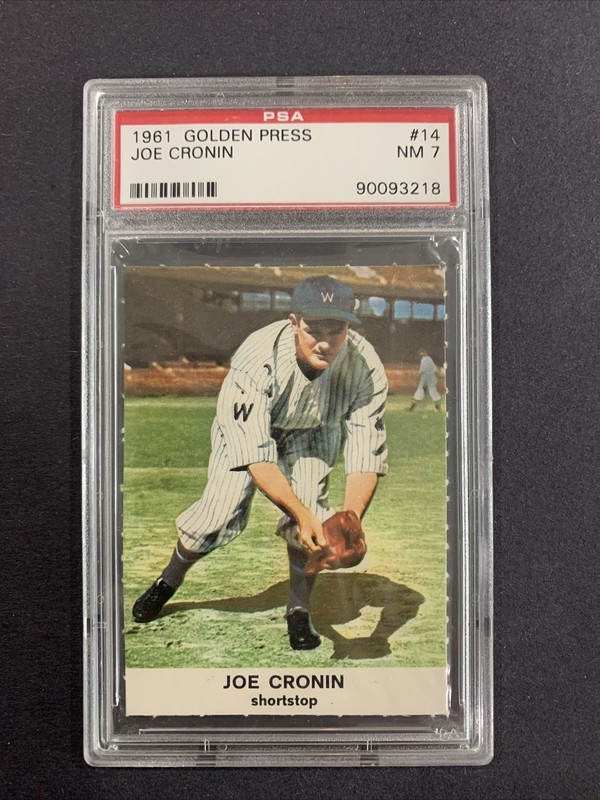 PSA
1961 GOLDEN PRESS #14
JOE CRONIN NM 7
90093218
W
W
JOE CRONIN
shortstop